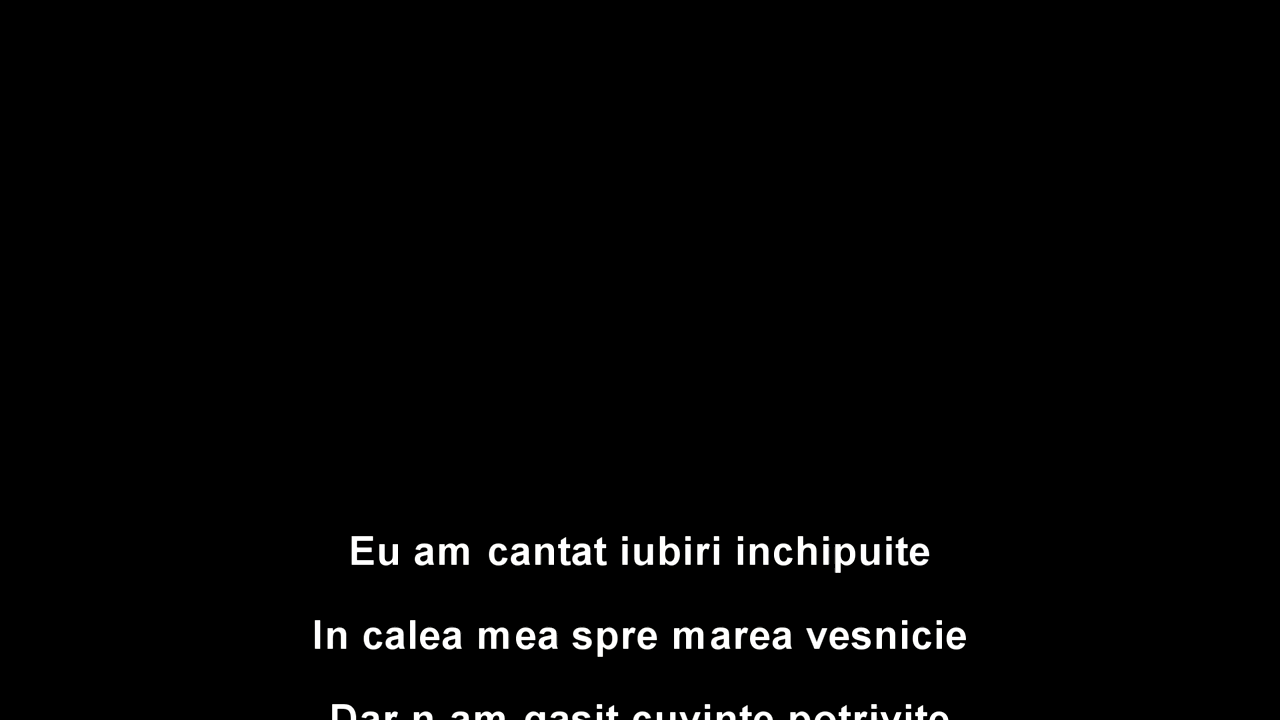 Eu am cantat iubiri inchipuite
In calea mea spre marea vesnicie
Dar n am gasit cuvinte potrivite